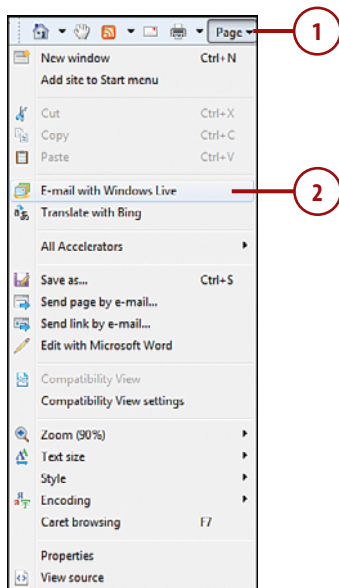 Page
1
New window Ctrl+N
Add site to Start menu
Cut Ctrl+X
Copy Ctrl+C
Paste Ctrl+V
E-mail with Windows Live
2
Translate with Bing
All Accelerators
Save as... Ctrl+S
Send page by e-mail...
Send link by e-mail...
Edit with Microsoft Word
Compatibility View
Compatibility View settings
Zoom (90%)
Text size
Style
Encoding
Caret browsing F7
Properties
View source